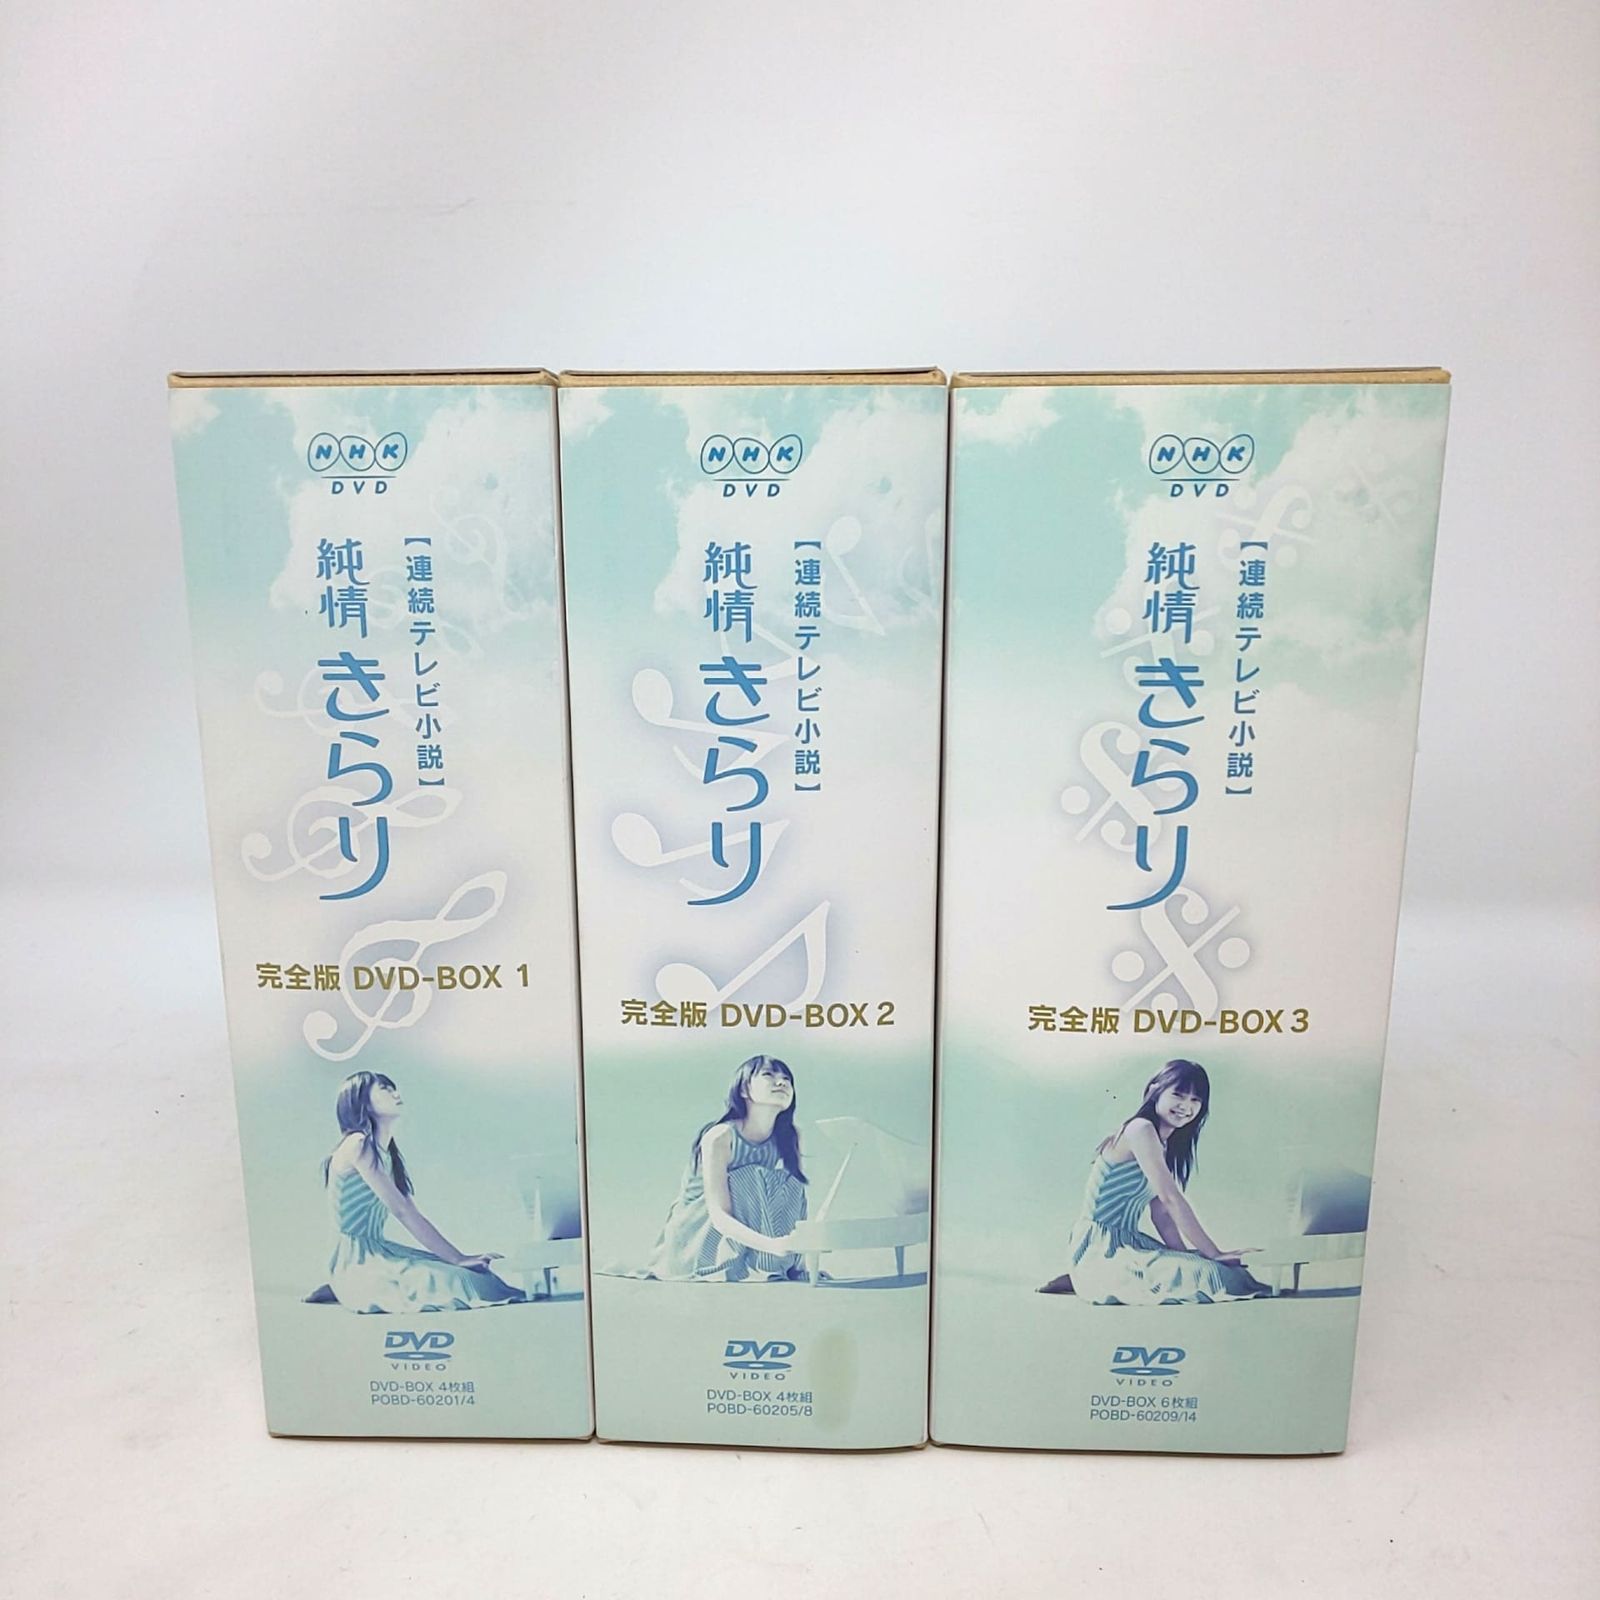 NHK
DVD
【連続テレビ小説】
純情きらり
完全版 DVD-BOX 1
DVD
VIDEO
DVD-BOX 4枚組
POBD-60201/4
NHK
DVD
【連続テレビ小説】
純情きらり
完全版 DVD-BOX 2
DVD
VIDEO
DVD-BOX 4枚組
POBD-60205/8
NHK
DVD
【連続テレビ小説】
純情きらり
完全版 DVD-BOX 3
DVD
VIDEO
DVD-BOX 6枚組
POBD-60209/14